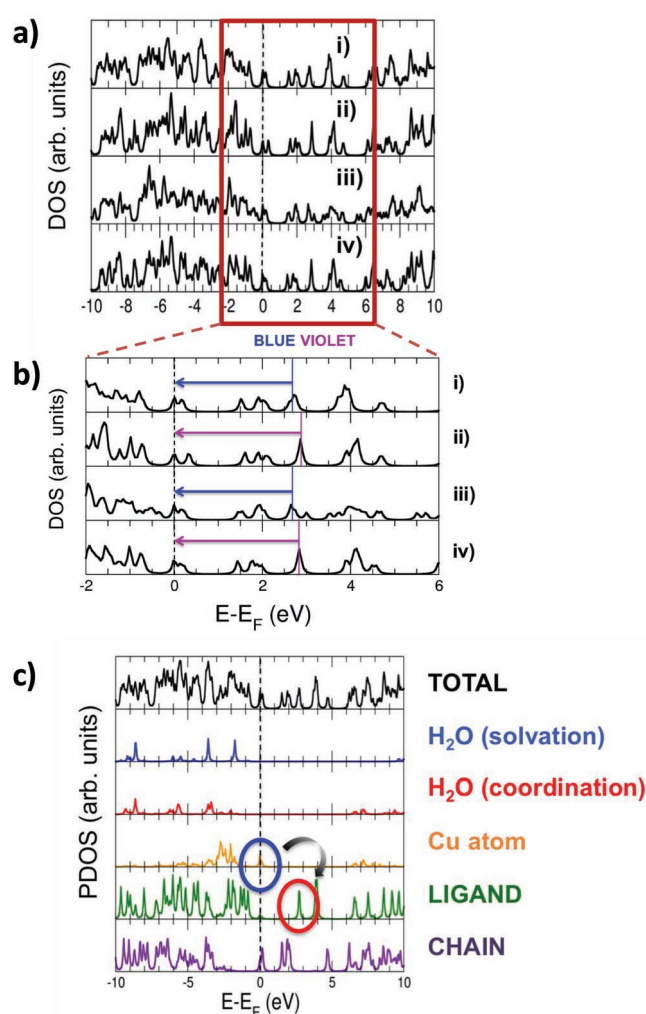 a)
DOS (arb. units)
i)
ii)
iii)
iv)
-10 -8 -6 -4 -2 0 2 4 6 8 10
BLUE VIOLET
b)
DOS (arb. units)
i)
ii)
iii)
iv)
-2 0 2 4 6
E-E_F (eV)
c)
PDOS (arb. units)
TOTAL
H₂O (solvation)
H₂O (coordination)
Cu atom
LIGAND
CHAIN
-10 -5 0 5 10
E-E_F (eV)